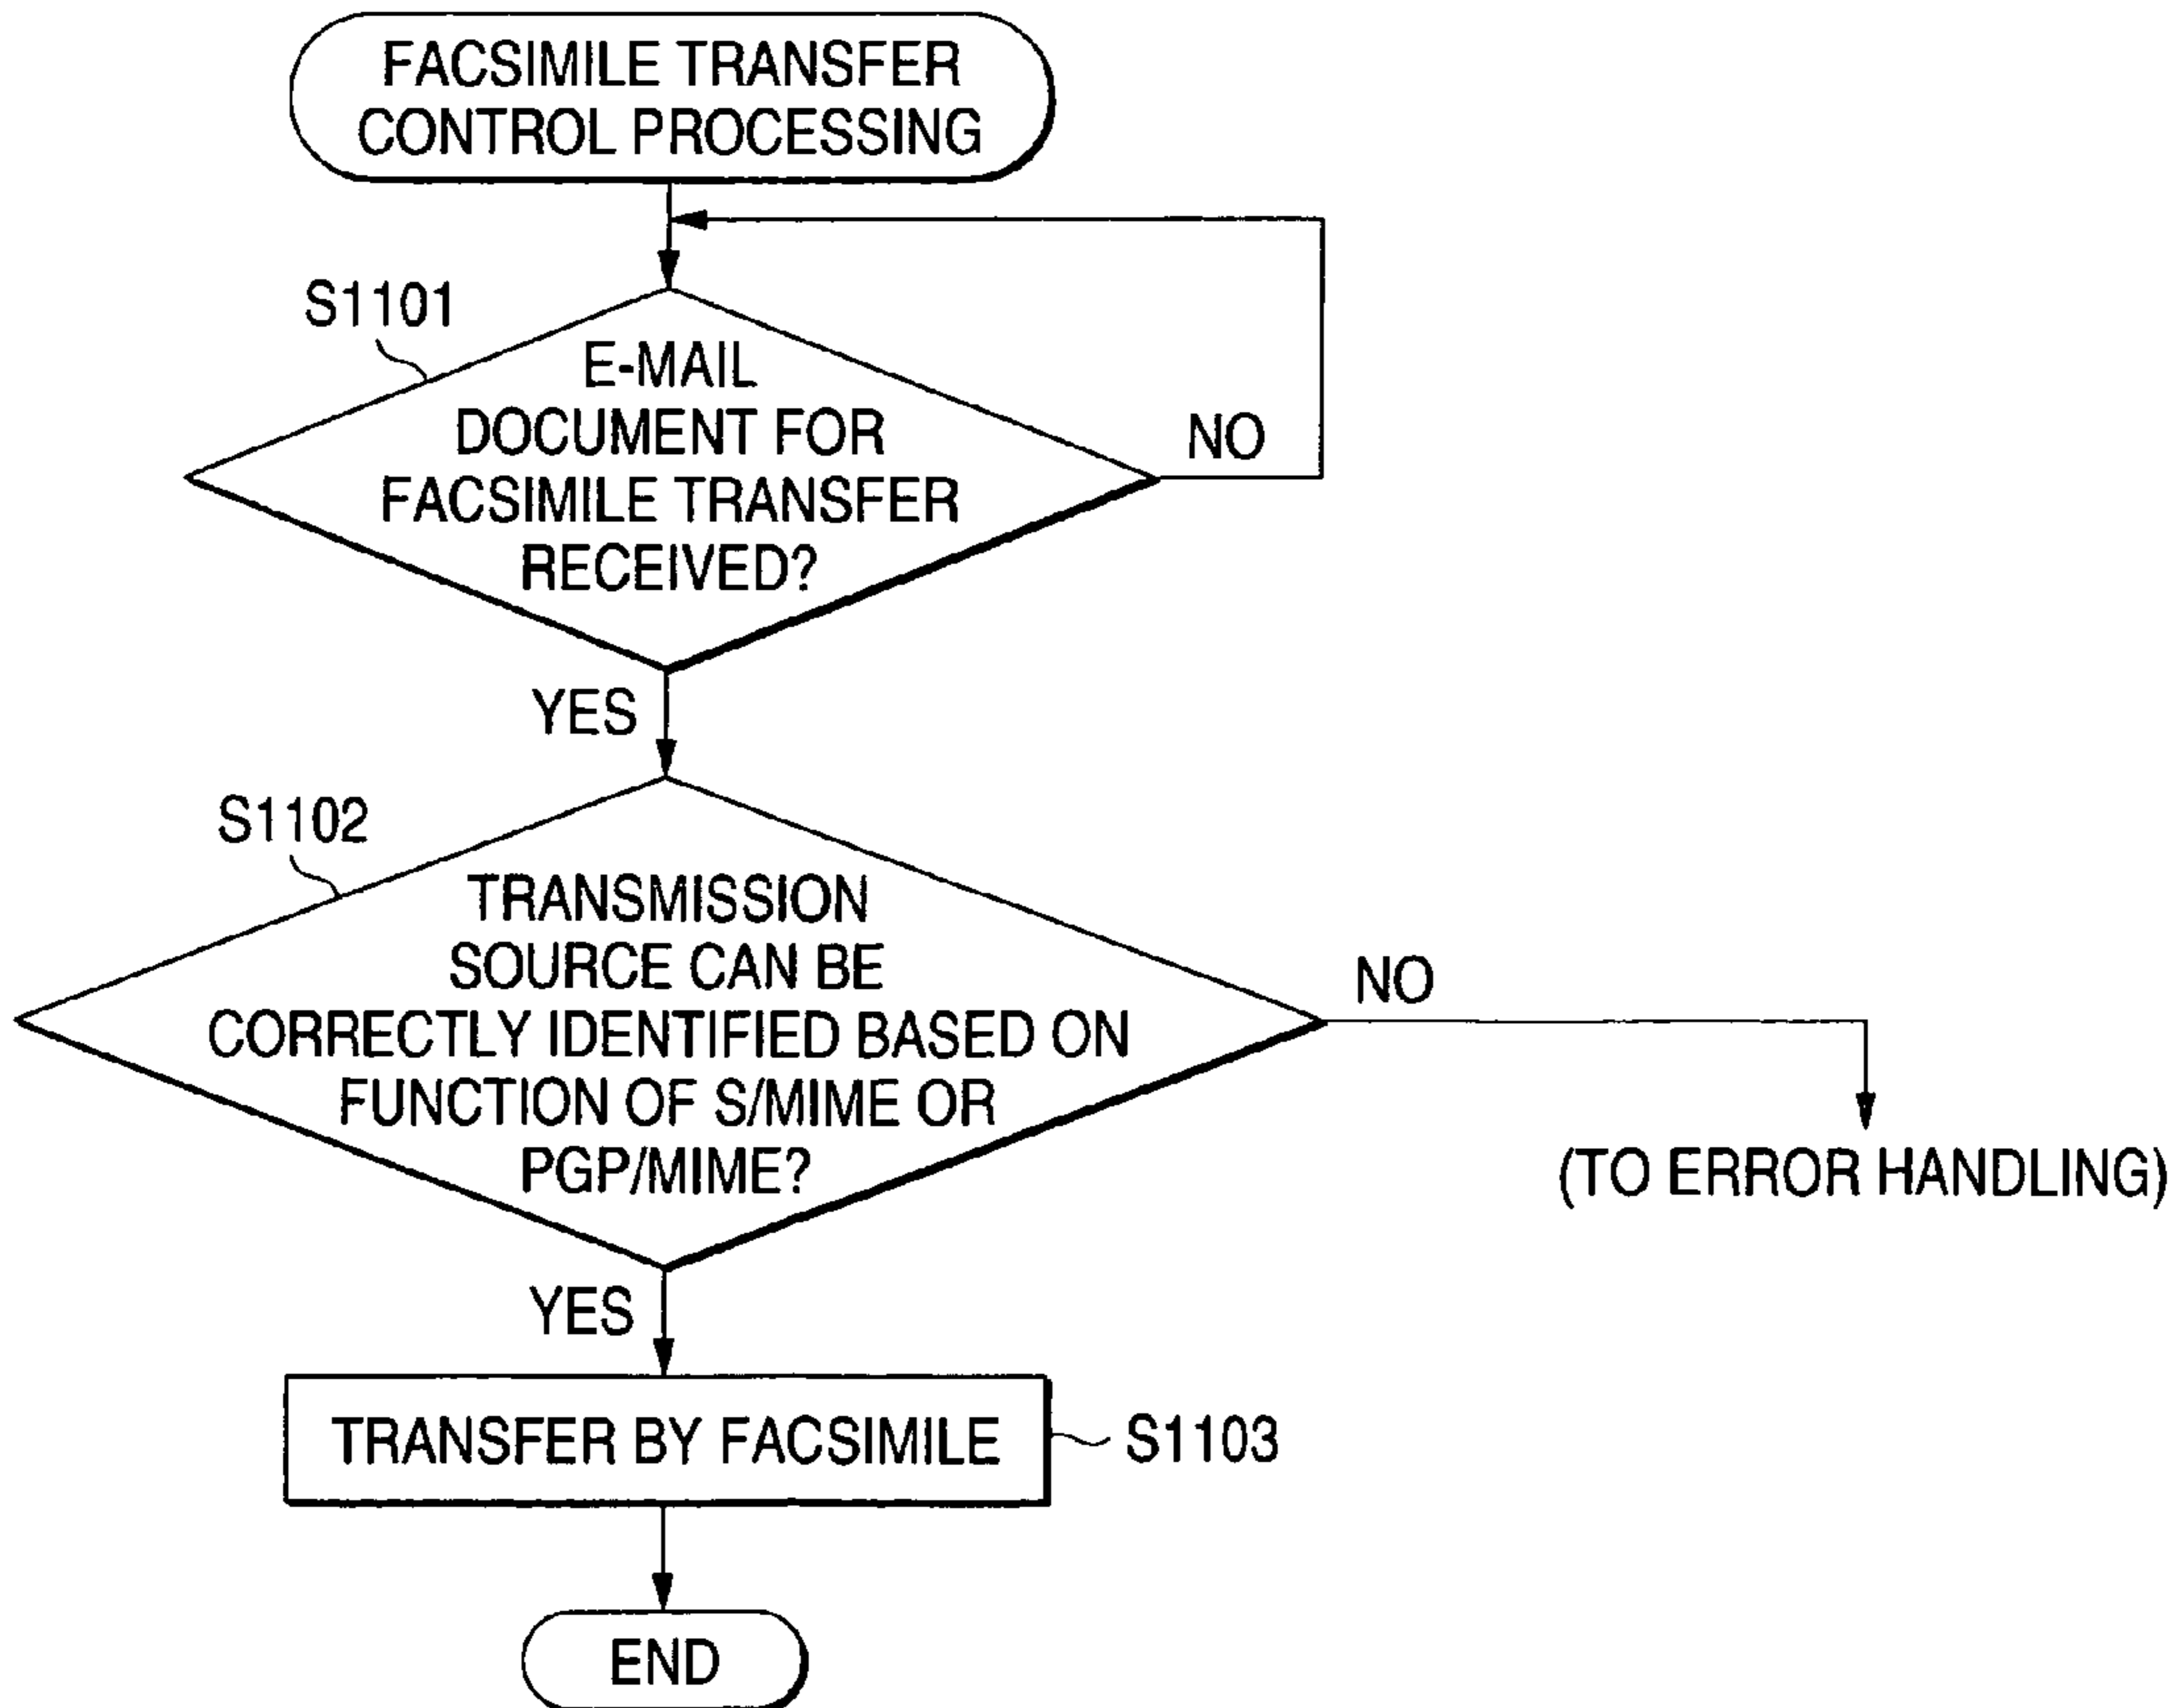 FACSIMILE TRANSFER
CONTROL PROCESSING
S1101
E-MAIL
DOCUMENT FOR
FACSIMILE TRANSFER
RECEIVED?
NO
YES
S1102
TRANSMISSION
SOURCE CAN BE
CORRECTLY IDENTIFIED BASED ON
FUNCTION OF S/MIME OR
PGP/MIME?
NO
(TO ERROR HANDLING)
YES
TRANSFER BY FACSIMILE
S1103
END